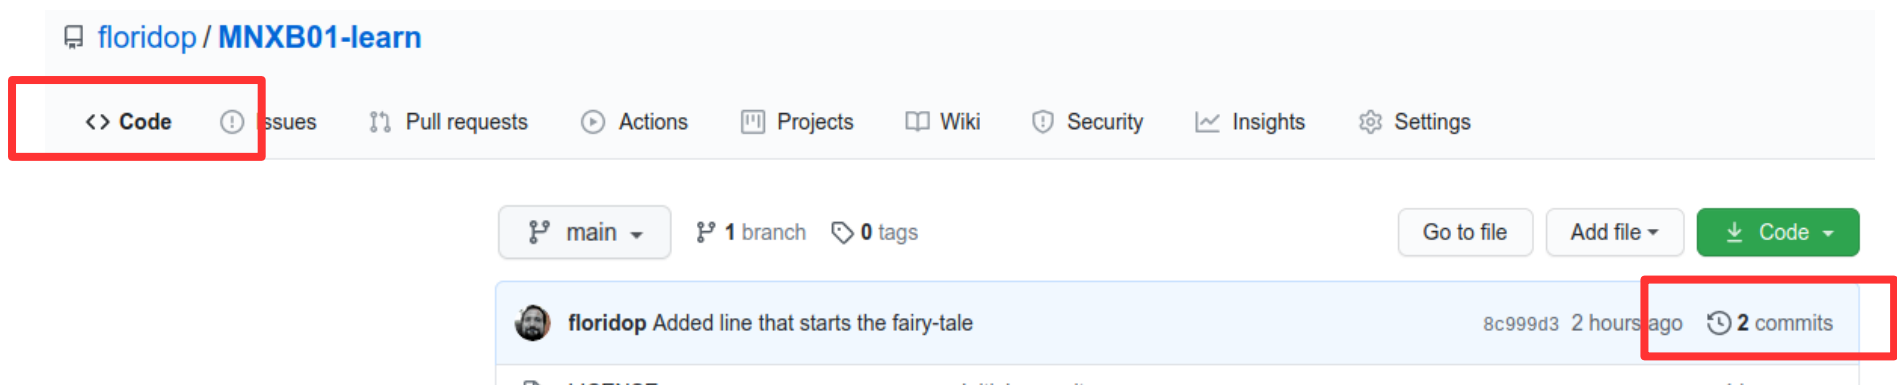 floridop / MNXB01-learn
Code Issues Pull requests Actions Projects Wiki Security Insights Settings
main 1 branch 0 tags Go to file Add file Code
floridop Added line that starts the fairy-tale 8c999d3 2 hours ago 2 commits